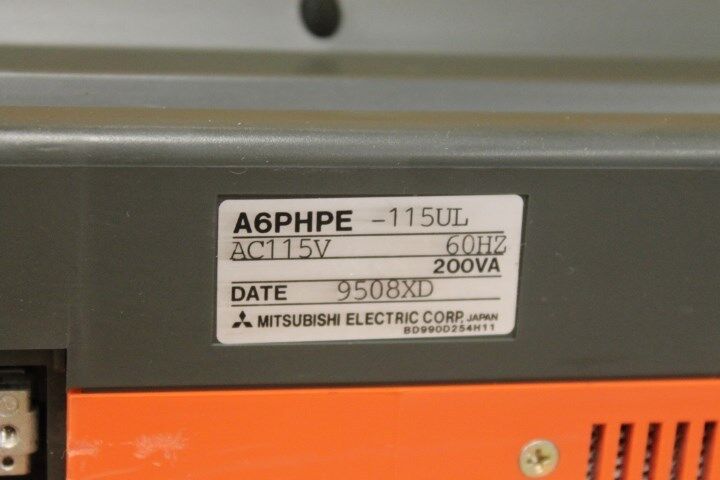 A6PHPE -115UL
AC115V 60HZ
200VA
DATE 9508XD
MITSUBISHI ELECTRIC CORP. JAPAN
BD990D254H11